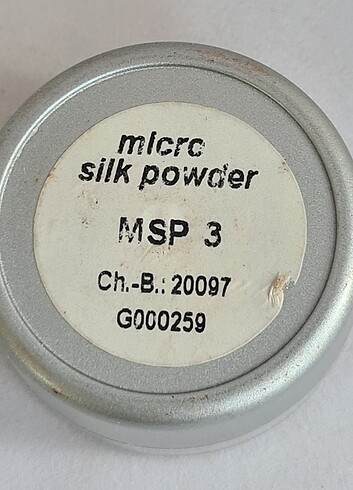 micro
silk powder
MSP 3
Ch.-B.: 20097
G000259